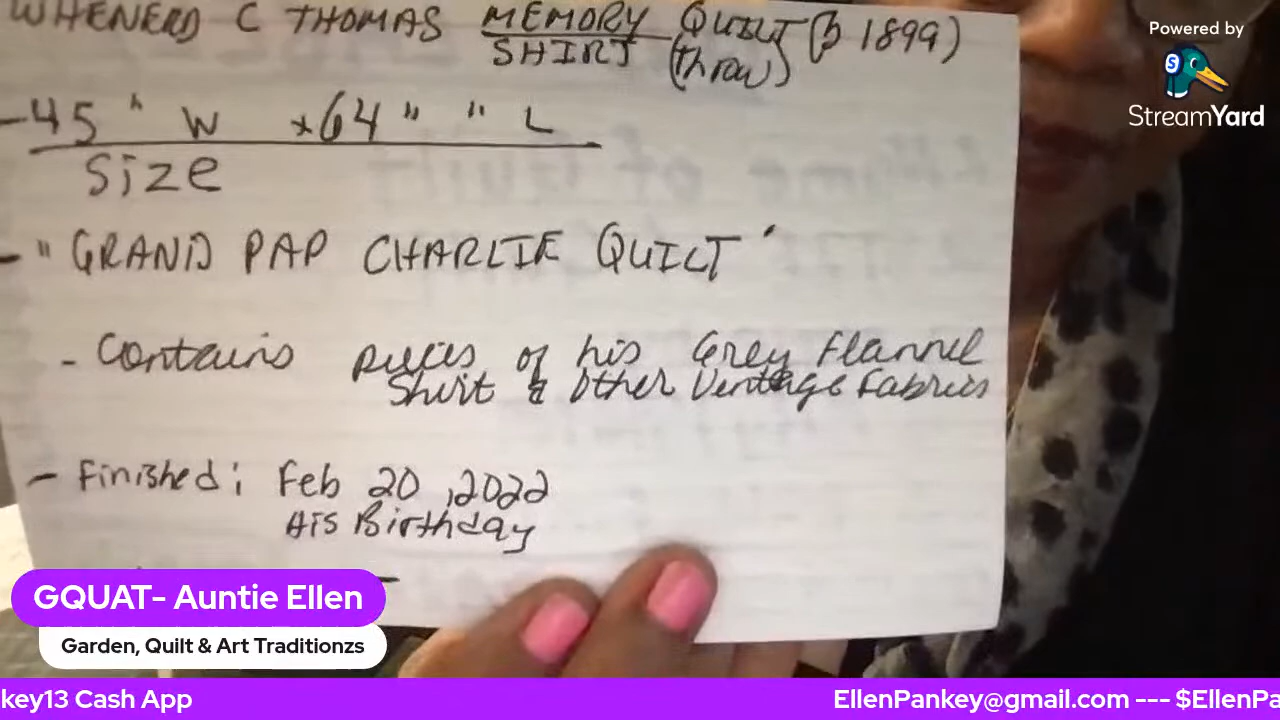 WHENERD C THOMAS MEMORY QUILT (B 1899)
SHIRT (throw)
- 45 " W x 64 " " L
Size
- "GRAND PAP CHARLIE QUILT"
- Contains pieces of his Grey Flannel
Shirt & Other Ventage Fabrics
- Finished: Feb 20, 2022
His Birthday
Powered by
StreamYard
GQUAT- Auntie Ellen
Garden, Quilt & Art Traditionzs
key13 Cash App
EllenPankey@gmail.com --- $EllenPa